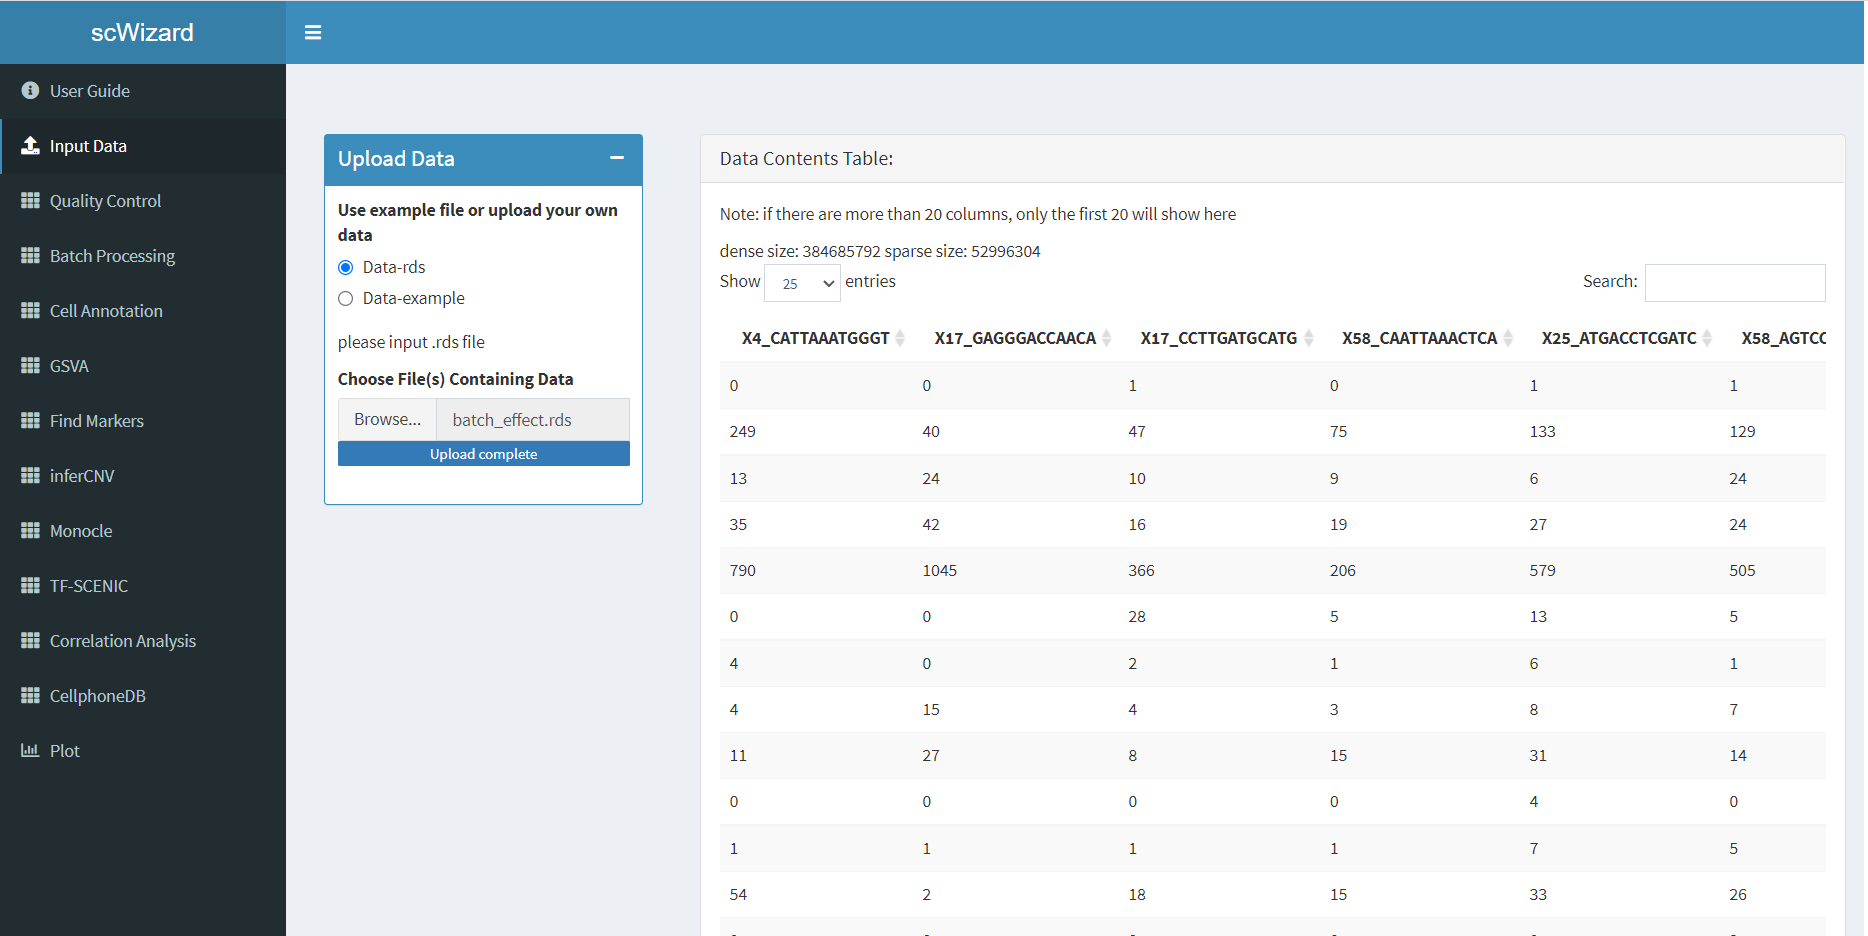 scWizard
User Guide
Input Data
Quality Control
Batch Processing
Cell Annotation
GSVA
Find Markers
inferCNV
Monocle
TF-SCENIC
Correlation Analysis
CellphoneDB
Plot
Upload Data
Use example file or upload your own
data
Data-rds
Data-example
please input .rds file
Choose File(s) Containing Data
Browse... batch_effect.rds
Upload complete
Data Contents Table:
Note: if there are more than 20 columns, only the first 20 will show here
dense size: 384685792 sparse size: 52996304
Show 25 entries Search:
X4_CATTAAATGGGT X17_GAGGGACCAACA X17_CCTTGATGCATG X58_CAATTAAACTCA X25_ATGACCTCGATC X58_AGTCC
0 0 1 0 1 1
249 40 47 75 133 129
13 24 10 9 6 24
35 42 16 19 27 24
790 1045 366 206 579 505
0 0 28 5 13 5
4 0 2 1 6 1
4 15 4 3 8 7
11 27 8 15 31 14
0 0 0 0 4 0
1 1 1 1 7 5
54 2 18 15 33 26